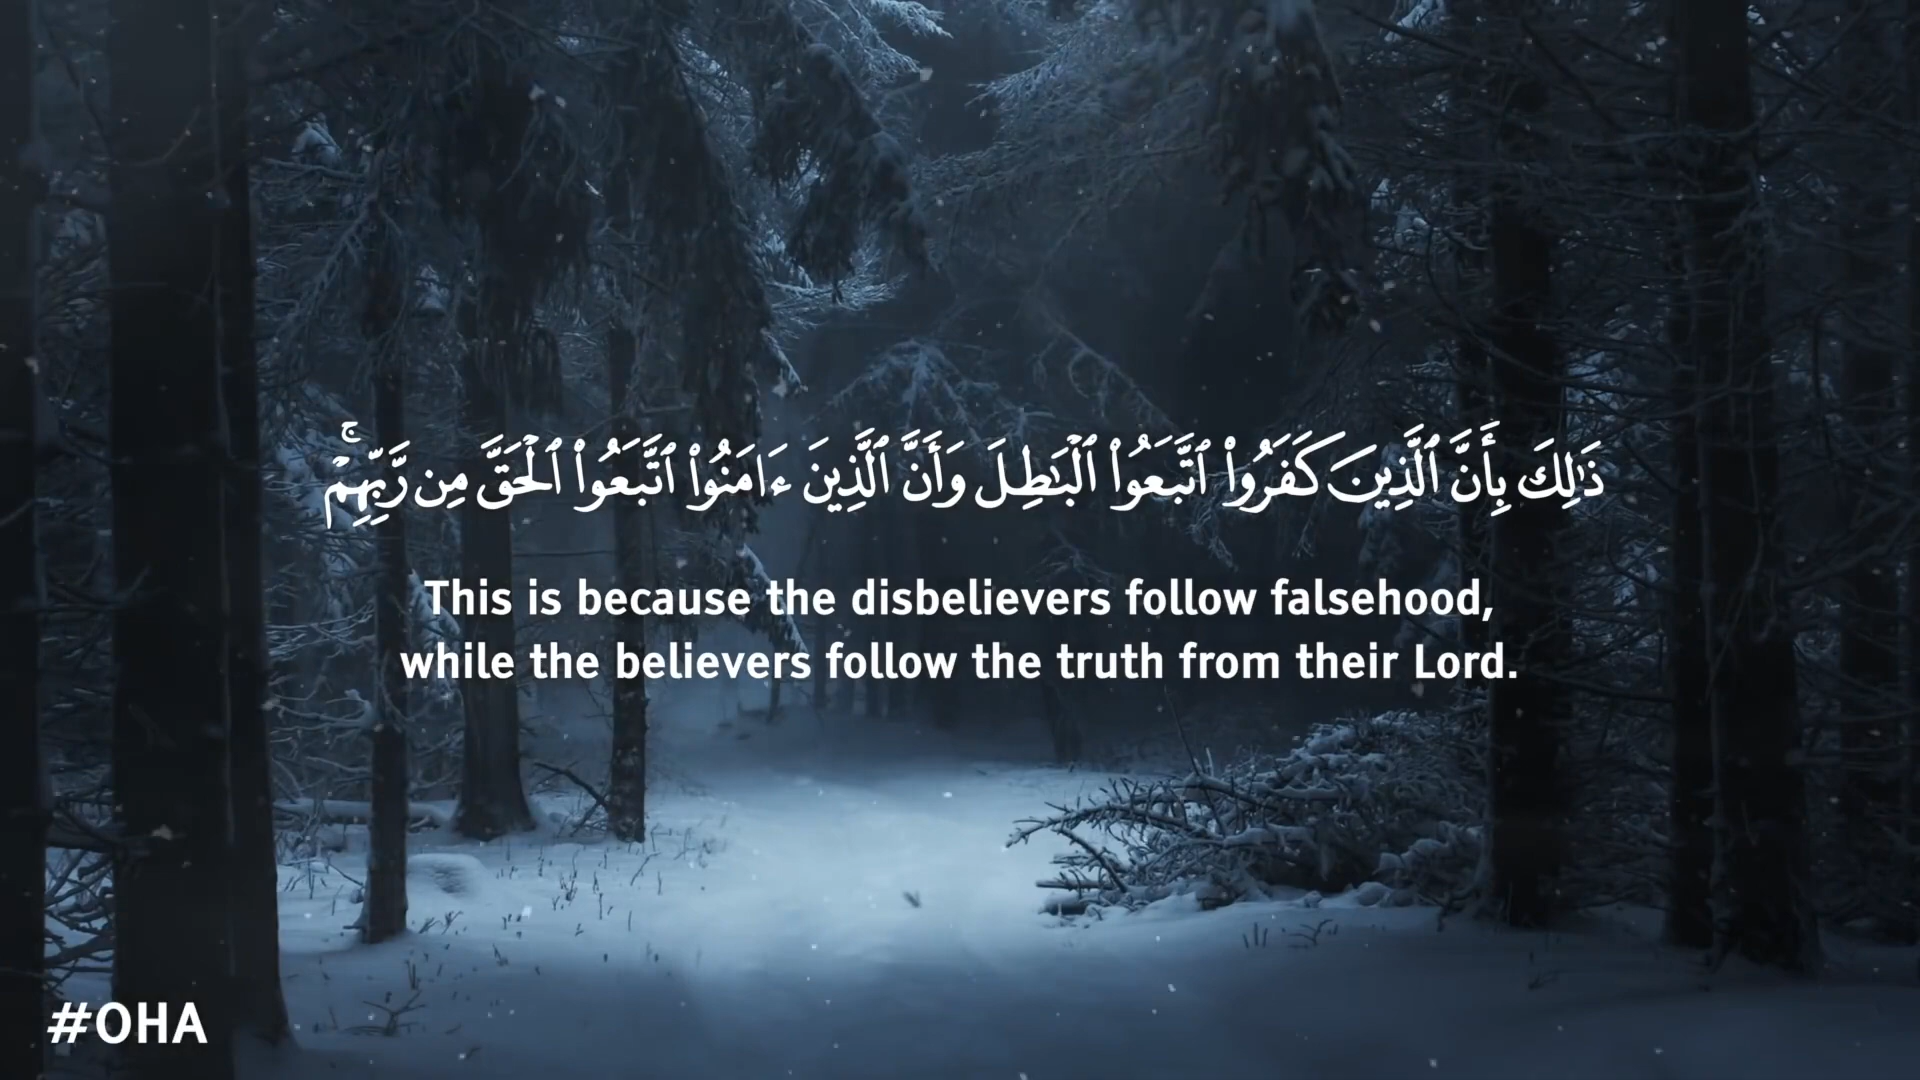 ذَٰلِكَ بِأَنَّ ٱلَّذِينَ كَفَرُوا۟ ٱتَّبَعُوا۟ ٱلْبَـٰطِلَ وَأَنَّ ٱلَّذِينَ ءَامَنُوا۟ ٱتَّبَعُوا۟ ٱلْحَقَّ مِن رَّبِّهِمْ ۚ
This is because the disbelievers follow falsehood,
while the believers follow the truth from their Lord.
#OHA